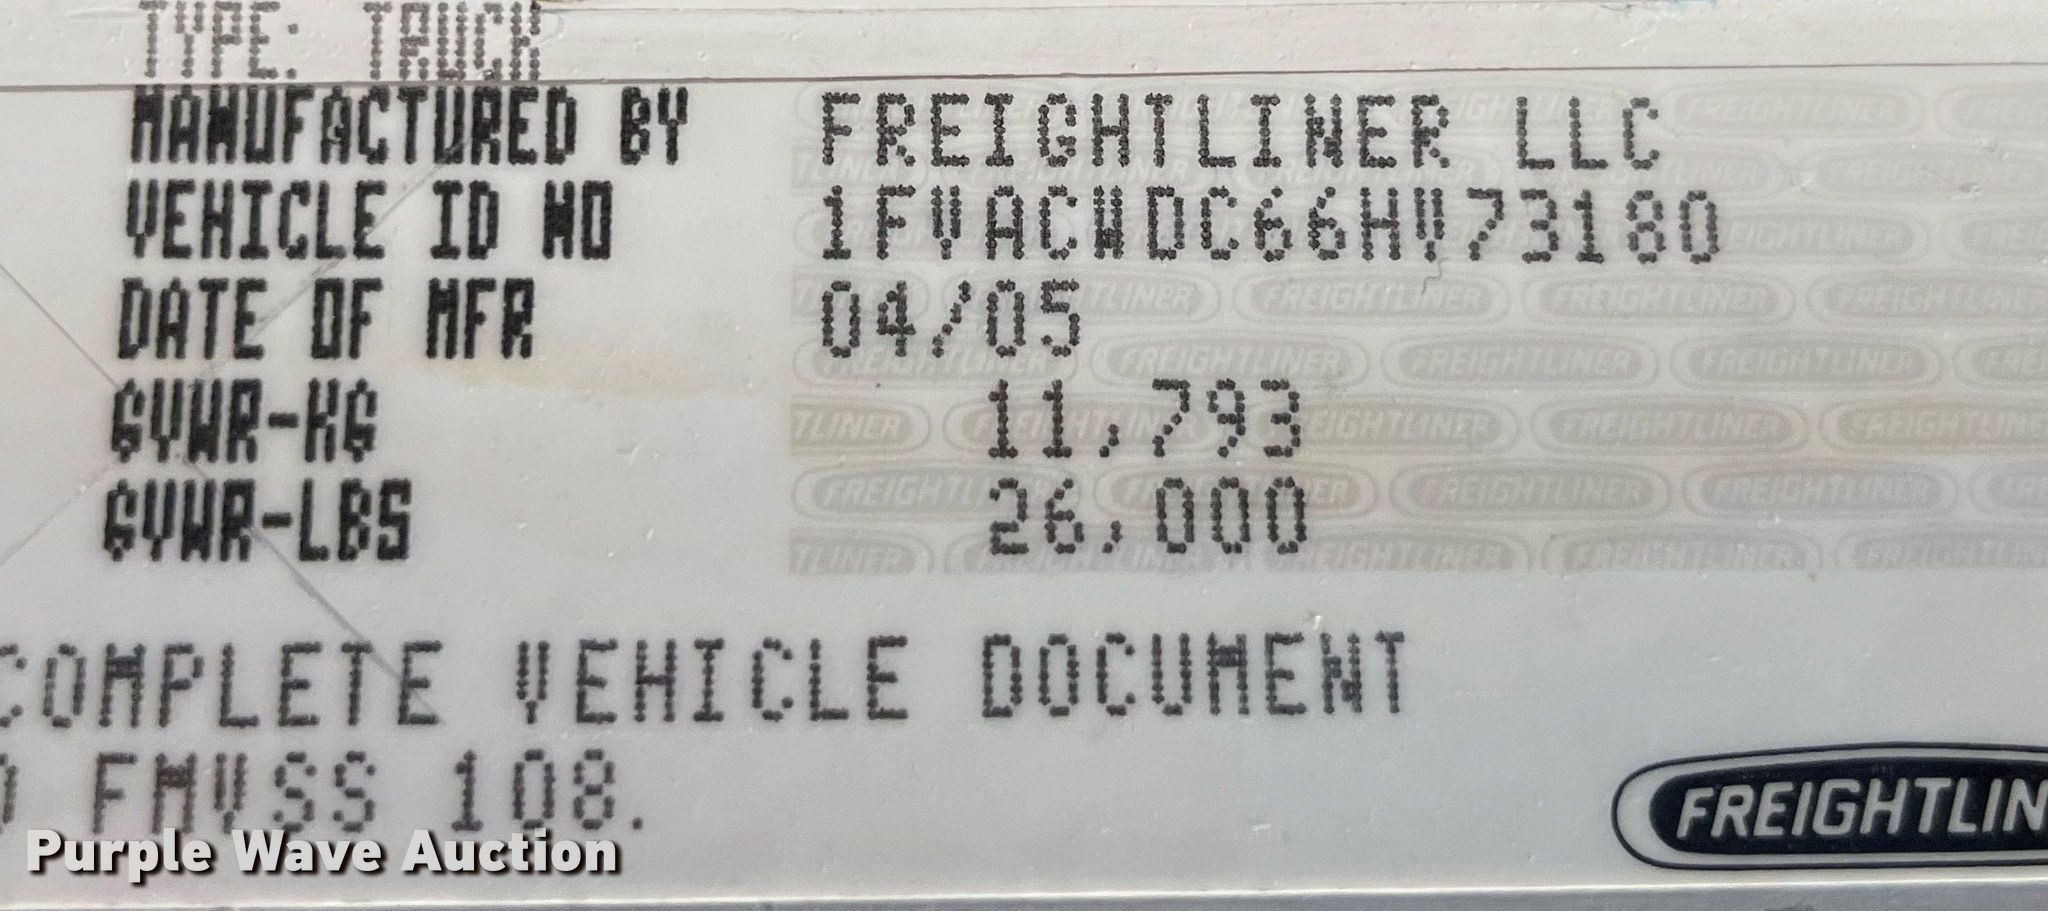 TYPE: TRUCK
MANUFACTURED BY FREIGHTLINER LLC
VEHICLE ID NO 1FVACWDC66HV73180
DATE OF MFR 04/05
GVWR-KG 11,793
GVWR-LBS 26,000
COMPLETE VEHICLE DOCUMENT
FMVSS 108.
FREIGHTLIN
Purple Wave Auction